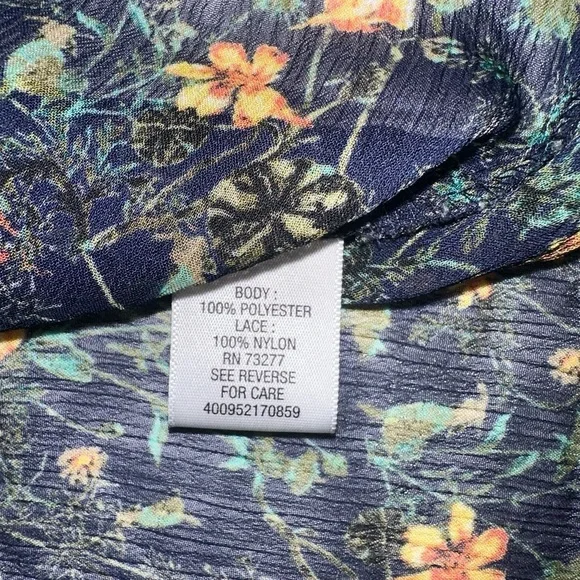 BODY :
100% POLYESTER
LACE :
100% NYLON
RN 73277
SEE REVERSE
FOR CARE
400952170859